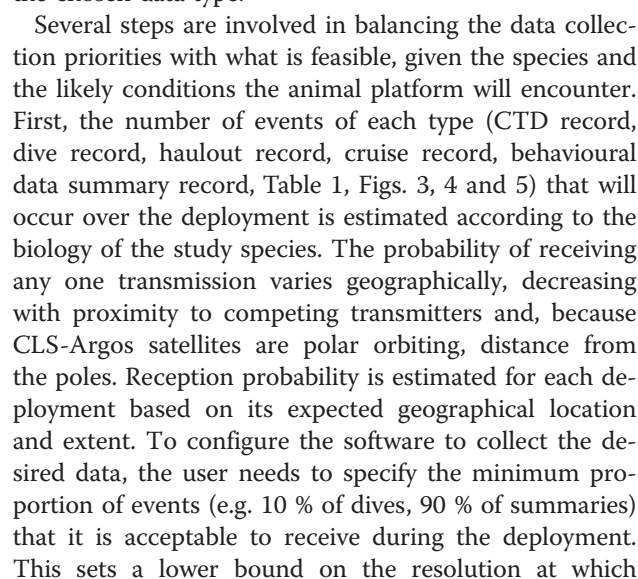 the chosen data type.
Several steps are involved in balancing the data collec-
tion priorities with what is feasible, given the species and
the likely conditions the animal platform will encounter.
First, the number of events of each type (CTD record,
dive record, haulout record, cruise record, behavioural
data summary record, Table 1, Figs. 3, 4 and 5) that will
occur over the deployment is estimated according to the
biology of the study species. The probability of receiving
any one transmission varies geographically, decreasing
with proximity to competing transmitters and, because
CLS-Argos satellites are polar orbiting, distance from
the poles. Reception probability is estimated for each de-
ployment based on its expected geographical location
and extent. To configure the software to collect the de-
sired data, the user needs to specify the minimum pro-
portion of events (e.g. 10 % of dives, 90 % of summaries)
that it is acceptable to receive during the deployment.
This sets a lower bound on the resolution at which